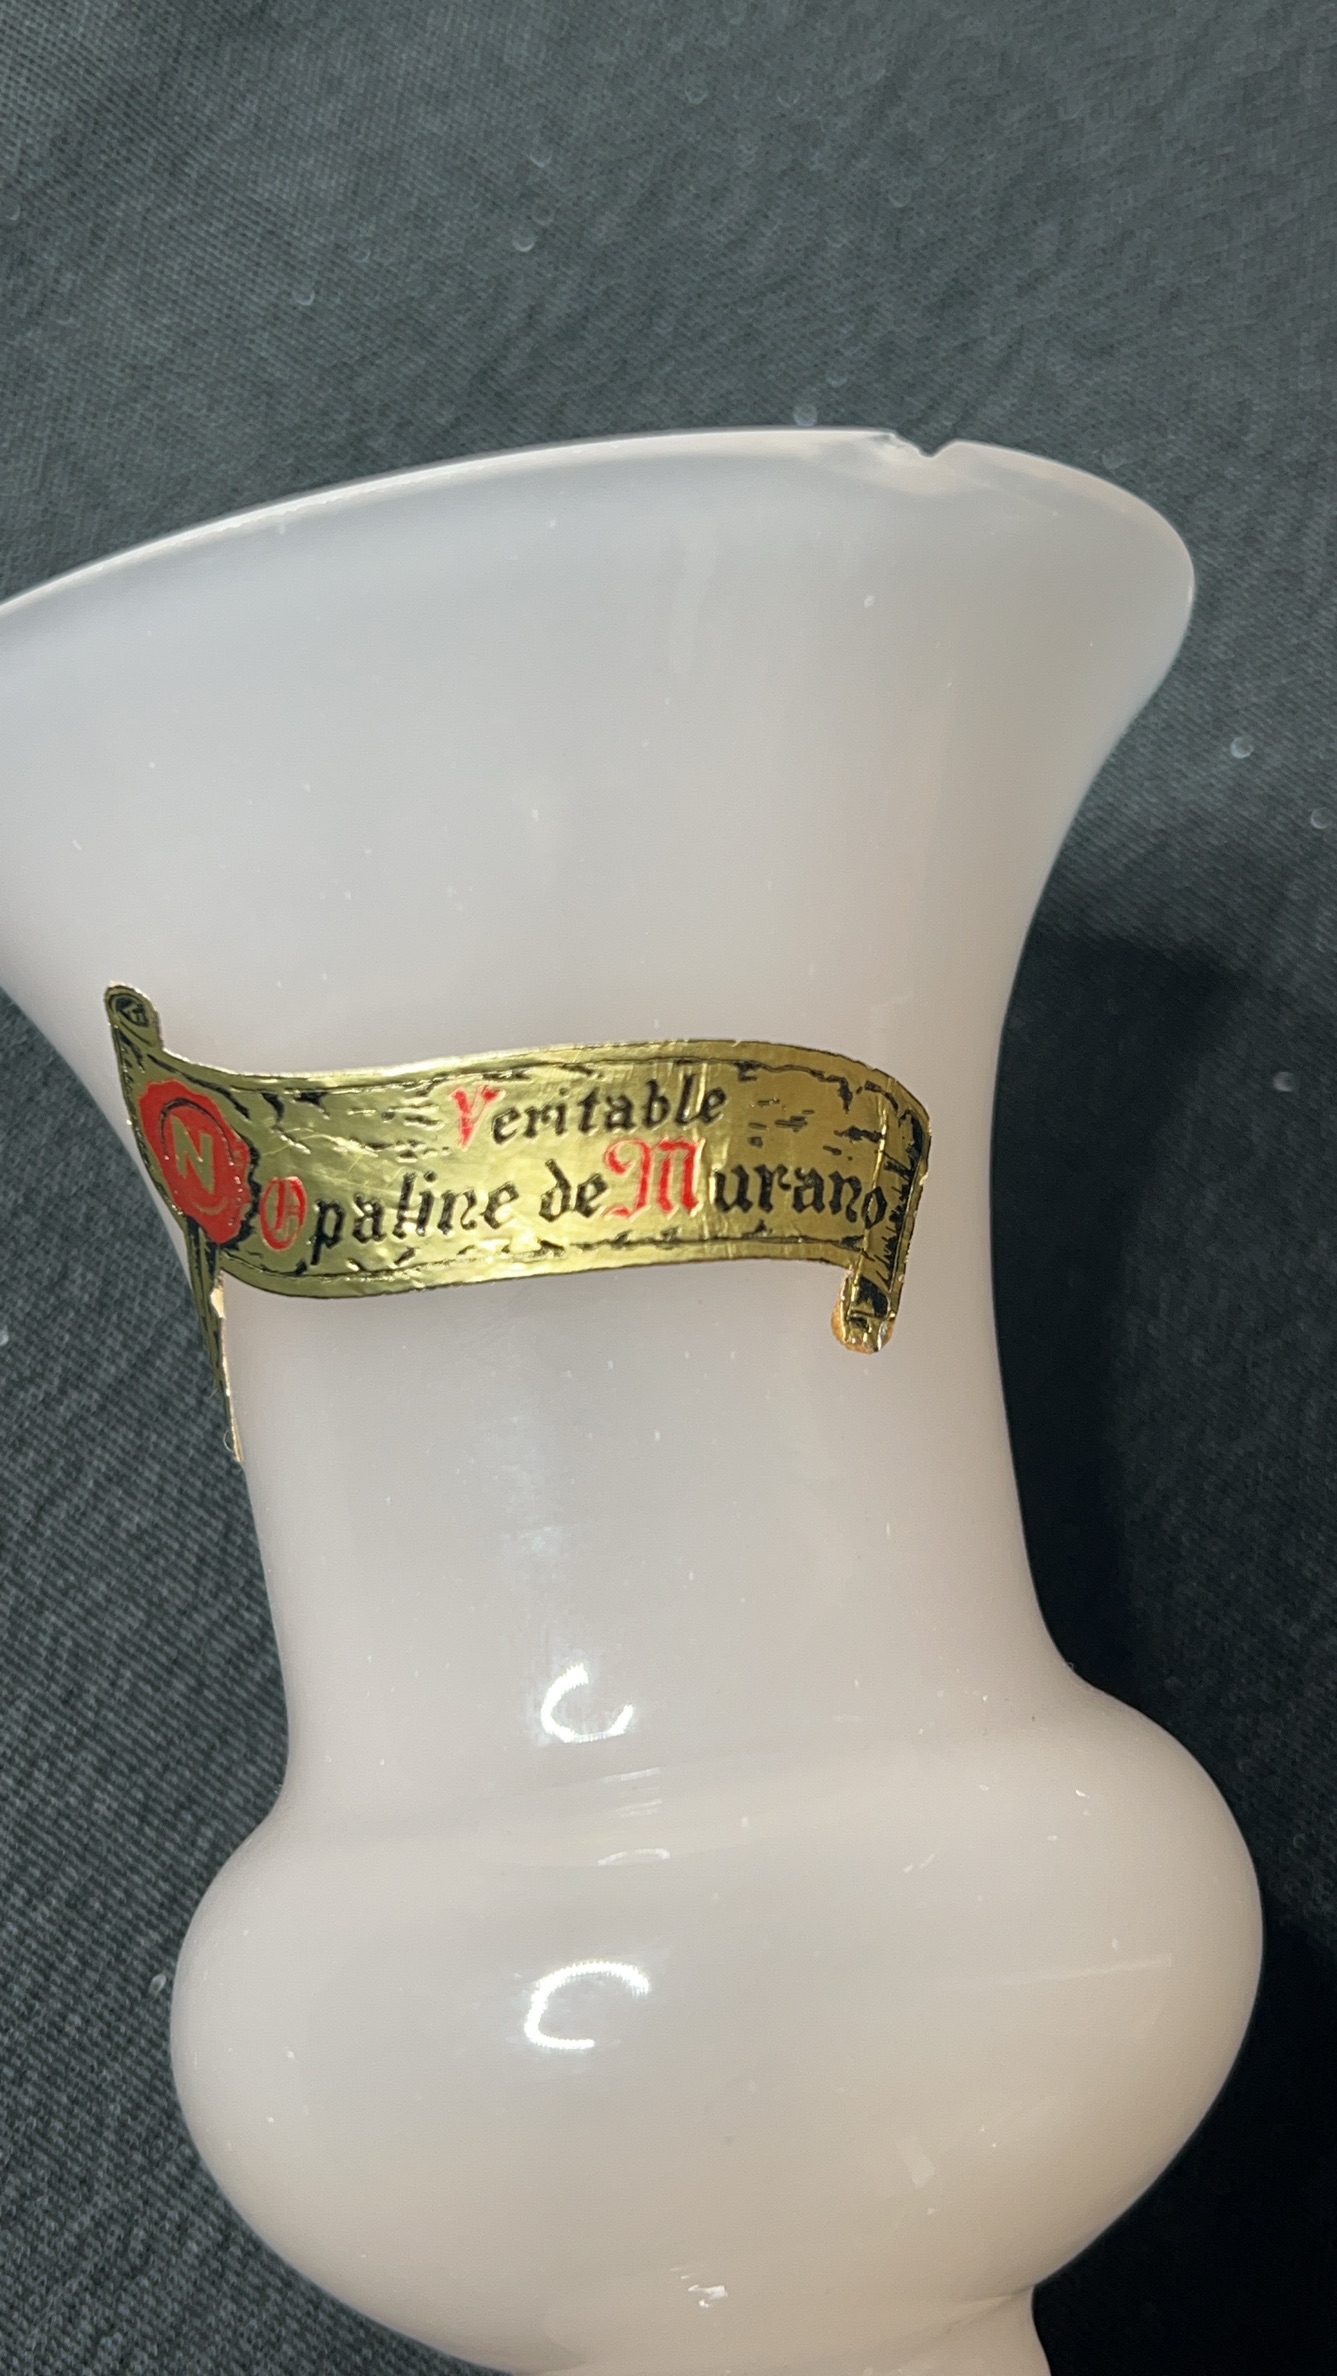 N
Veritable
Opaline de Murano